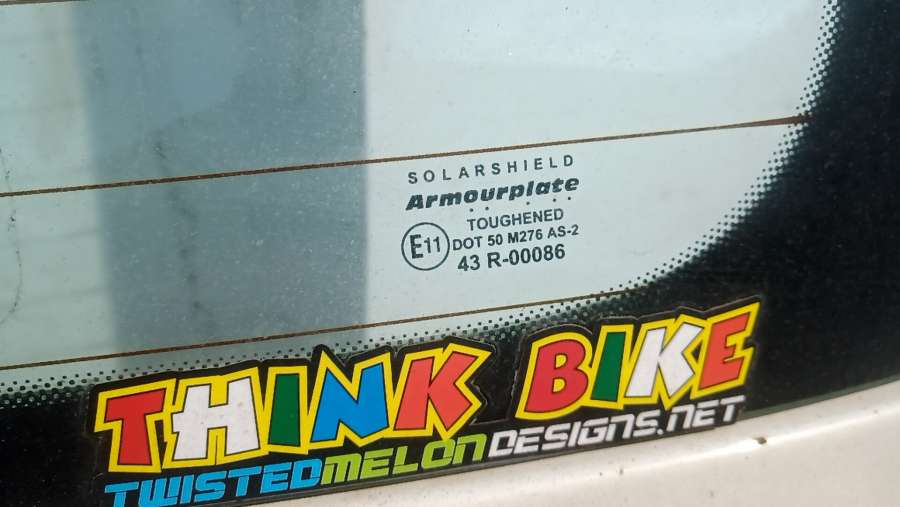 SOLARSHIELD
Armourplate
TOUGHENED
E11 DOT 50 M276 AS-2
43 R-00086
THINK BIKE
TWISTEDMELONDESIGNS.NET